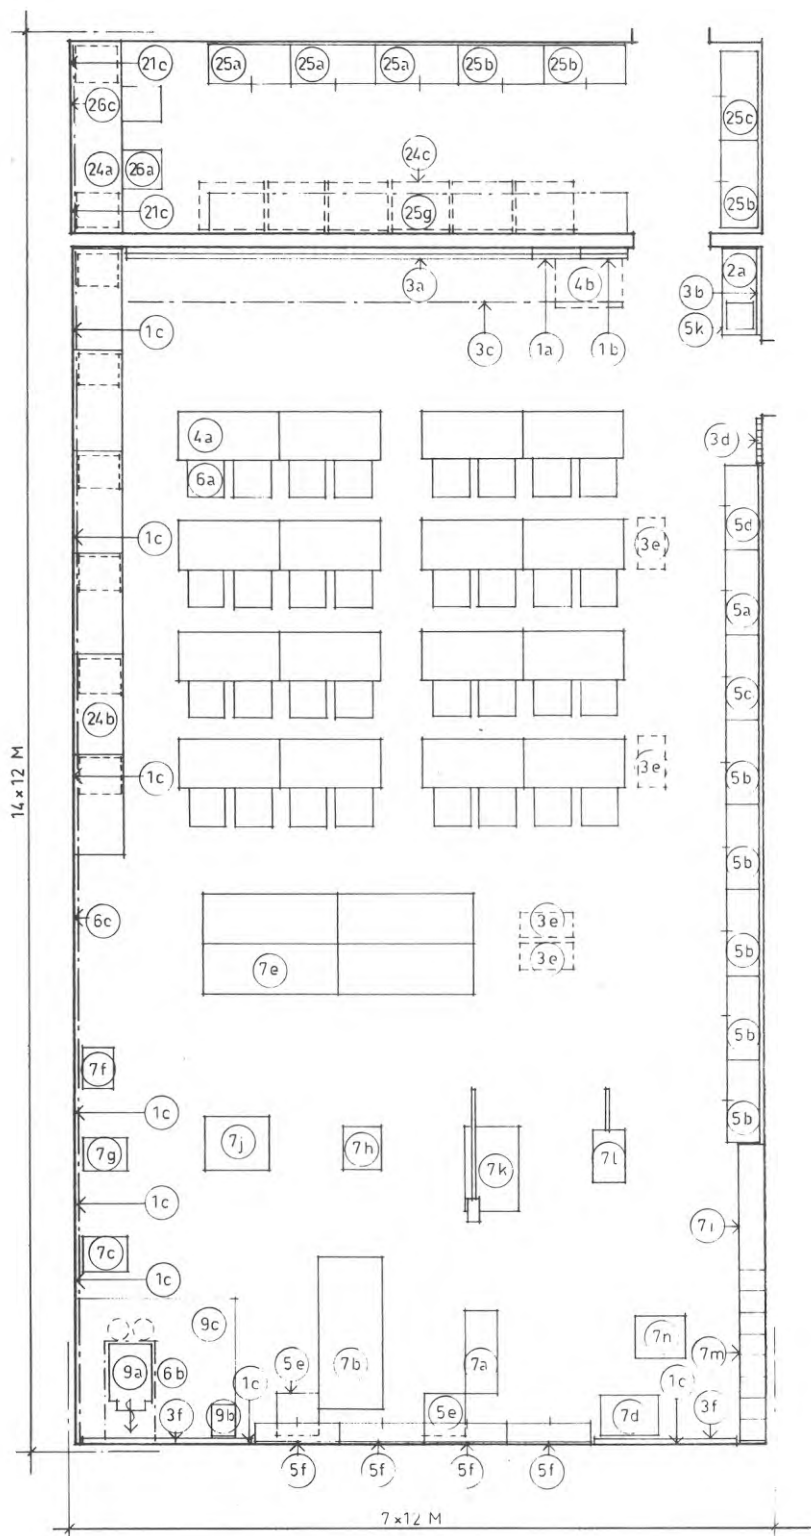 21c 25a 25a 25a 25b 25b
26c 25c
24c
24a 26a
21c 25g 25b
2a
3a 4b 3b
1c 3c 1a 1b 5k
4a 3d
6a
5d
1c 3e
5a
5c
24b
1c 3e 5b
14×12 M
5b
6c 3e
7e 3e 5b
5b
7f
1c 5b
7g 7j 7h 7k 7l
1c 7i
7c
1c
9c 7n
9a 6b 5e 7b 7a 7m
1c
3f 9b 5e 7d 1c 3f
5f 5f 5f 5f
7×12 M